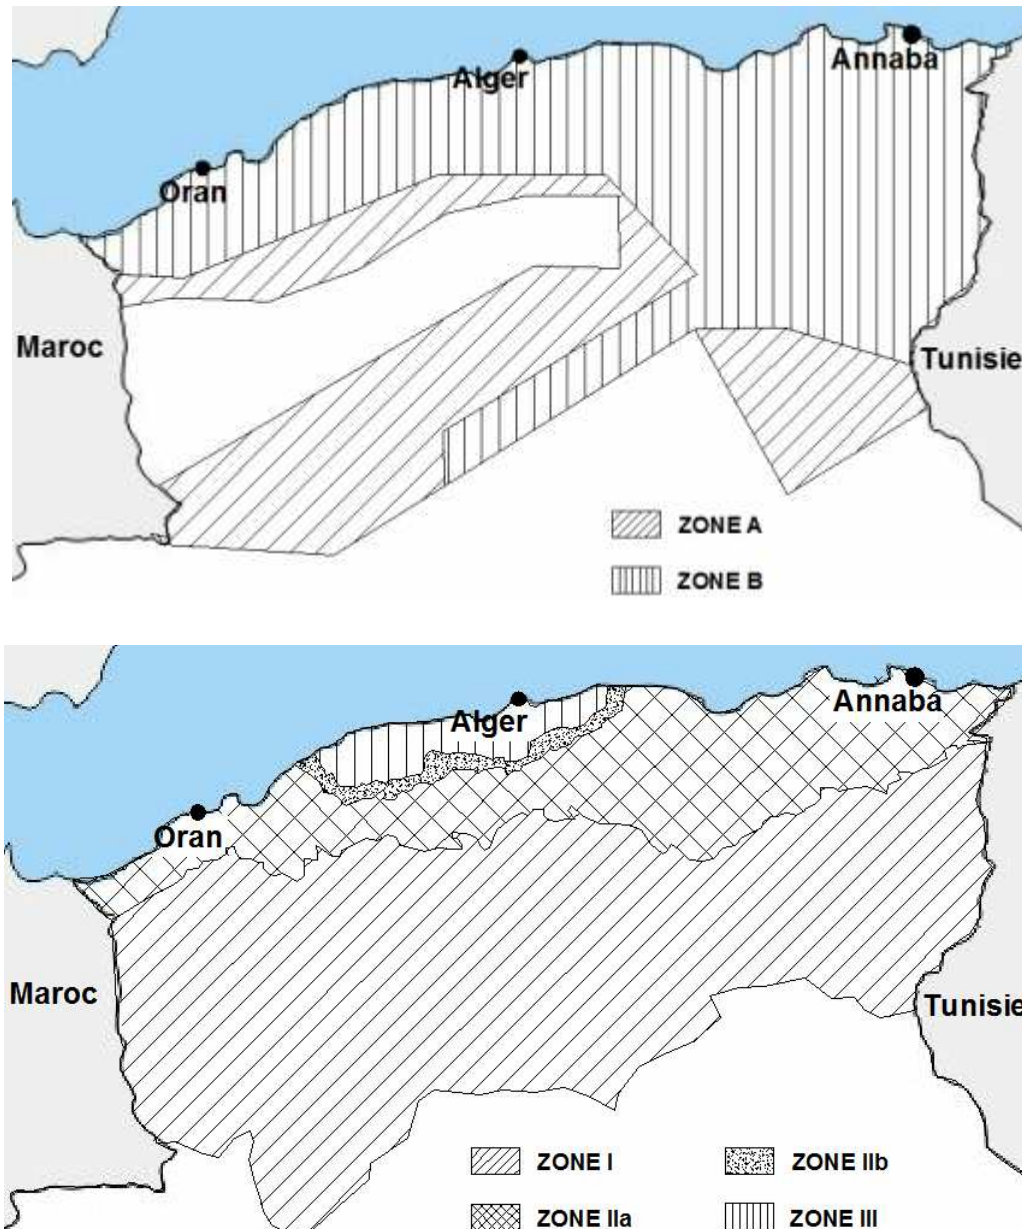 Annaba
Alger
Oran
Maroc
Tunisie
ZONE A
ZONE B
Annaba
Alger
Oran
Maroc
Tunisie
ZONE I
ZONE IIb
ZONE IIa
ZONE III